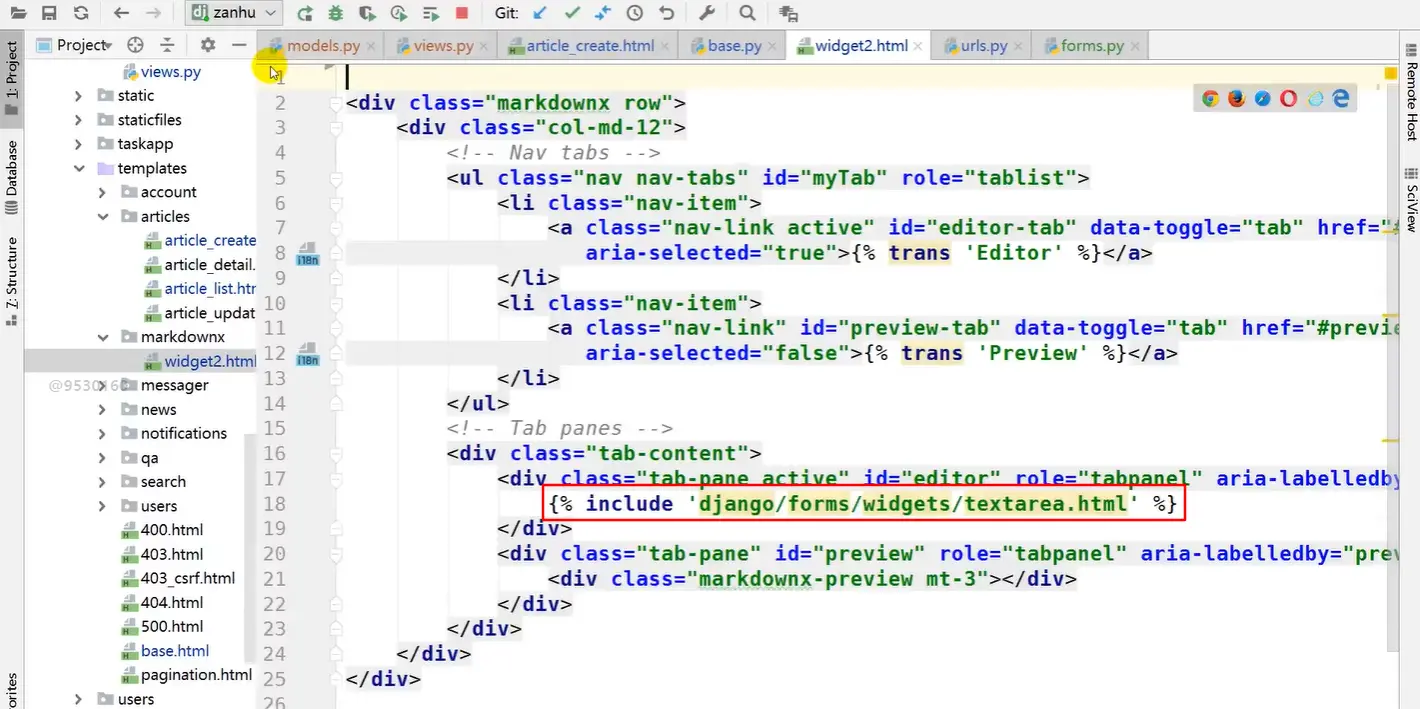 zanhu
Git:
Project
models.py
views.py
article_create.html
base.py
widget2.html
urls.py
forms.py
1: Project
Database
7: Structure
Remote Host
SciView
views.py
static
staticfiles
taskapp
templates
account
articles
article_create
article_detail.
article_list.htr
article_updat
markdownx
widget2.html
messager
news
notifications
qa
search
users
400.html
403.html
403_csrf.html
404.html
500.html
base.html
pagination.html
users
1
2 <div class="markdownx row">
3 <div class="col-md-12">
4 <!-- Nav tabs -->
5 <ul class="nav nav-tabs" id="myTab" role="tablist">
6 <li class="nav-item">
7 <a class="nav-link active" id="editor-tab" data-toggle="tab" href="#
8 i18n aria-selected="true">{% trans 'Editor' %}</a>
9 </li>
10 <li class="nav-item">
11 <a class="nav-link" id="preview-tab" data-toggle="tab" href="#previe
12 i18n aria-selected="false">{% trans 'Preview' %}</a>
13 </li>
14 </ul>
15 <!-- Tab panes -->
16 <div class="tab-content">
17 <div class="tab-pane active" id="editor" role="tabpanel" aria-labelledby
18 {% include 'django/forms/widgets/textarea.html' %}
19 </div>
20 <div class="tab-pane" id="preview" role="tabpanel" aria-labelledby="prev
21 <div class="markdownx-preview mt-3"></div>
22 </div>
23 </div>
24 </div>
25 </div>
26